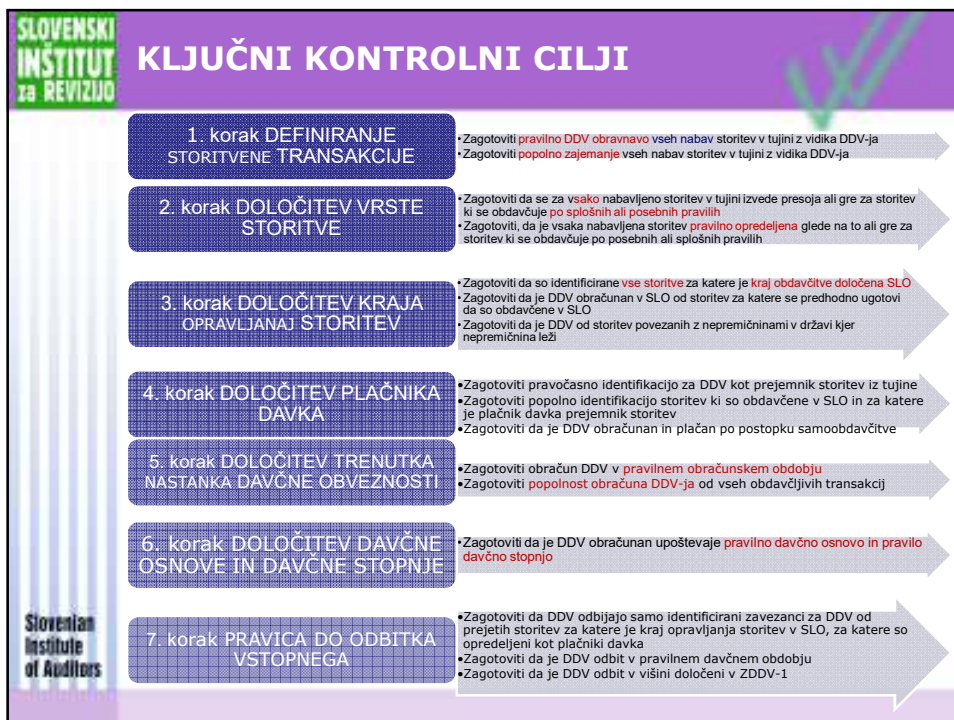 SLOVENSKI
INŠTITUT
za REVIZIJO
KLJUČNI KONTROLNI CILJI
1. korak DEFINIRANJE
STORITVENE TRANSAKCIJE
•Zagotoviti pravilno DDV obravnavo vseh nabav storitev v tujini z vidika DDV-ja
•Zagotoviti popolno zajemanje vseh nabav storitev v tujini z vidika DDV-ja
2. korak DOLOČITEV VRSTE
STORITVE
•Zagotoviti da se za vsako nabavljeno storitev v tujini izvede presoja ali gre za storitev
ki se obdavčuje po splošnih ali posebnih pravilih
•Zagotoviti, da je vsaka nabavljena storitev pravilno opredeljena glede na to ali gre za
storitev ki se obdavčuje po posebnih ali splošnih pravilih
3. korak DOLOČITEV KRAJA
OPRAVLJANAJ STORITEV
•Zagotoviti da so identificirane vse storitve za katere je kraj obdavčitve določena SLO
•Zagotoviti da je DDV obračunan v SLO od storitev za katere se predhodno ugotovi
da so obdavčene v SLO
•Zagotoviti da je DDV od storitev povezanih z nepremičninami v državi kjer
nepremičnina leži
4. korak DOLOČITEV PLAČNIKA
DAVKA
•Zagotoviti pravočasno identifikacijo za DDV kot prejemnik storitev iz tujine
•Zagotoviti popolno identifikacijo storitev ki so obdavčene v SLO in za katere
je plačnik davka prejemnik storitev
•Zagotoviti da je DDV obračunan in plačan po postopku samoobdavčitve
5. korak DOLOČITEV TRENUTKA
NASTANKA DAVČNE OBVEZNOSTI
•Zagotoviti obračun DDV v pravilnem obračunskem obdobju
•Zagotoviti popolnost obračuna DDV-ja od vseh obdavčljivih transakcij
6. korak DOLOČITEV DAVČNE
OSNOVE IN DAVČNE STOPNJE
•Zagotoviti da je DDV obračunan upoštevaje pravilno davčno osnovo in pravilo
davčno stopnjo
7. korak PRAVICA DO ODBITKA
VSTOPNEGA
•Zagotoviti da DDV odbijajo samo identificirani zavezanci za DDV od
prejetih storitev za katere je kraj opravljanja storitev v SLO, za katere so
opredeljeni kot plačniki davka
•Zagotoviti da je DDV odbit v pravilnem davčnem obdobju
•Zagotoviti da je DDV odbit v višini določeni v ZDDV-1
Slovenian
Institute
of Auditors